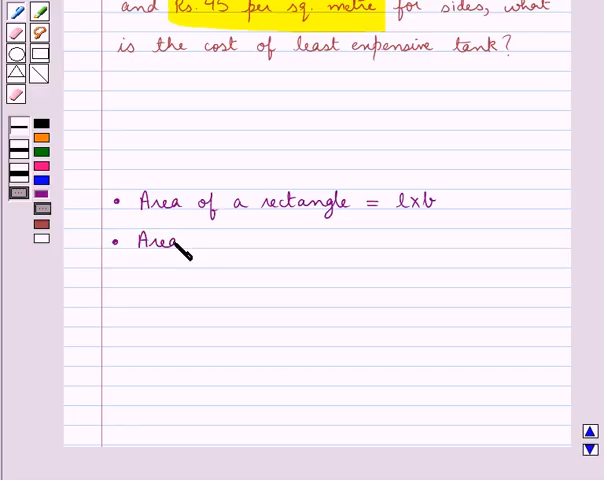 and Rs. 45 per sq. metre for sides, what
is the cost of least expensive tank?
• Area of a rectangle = l×b
• Area